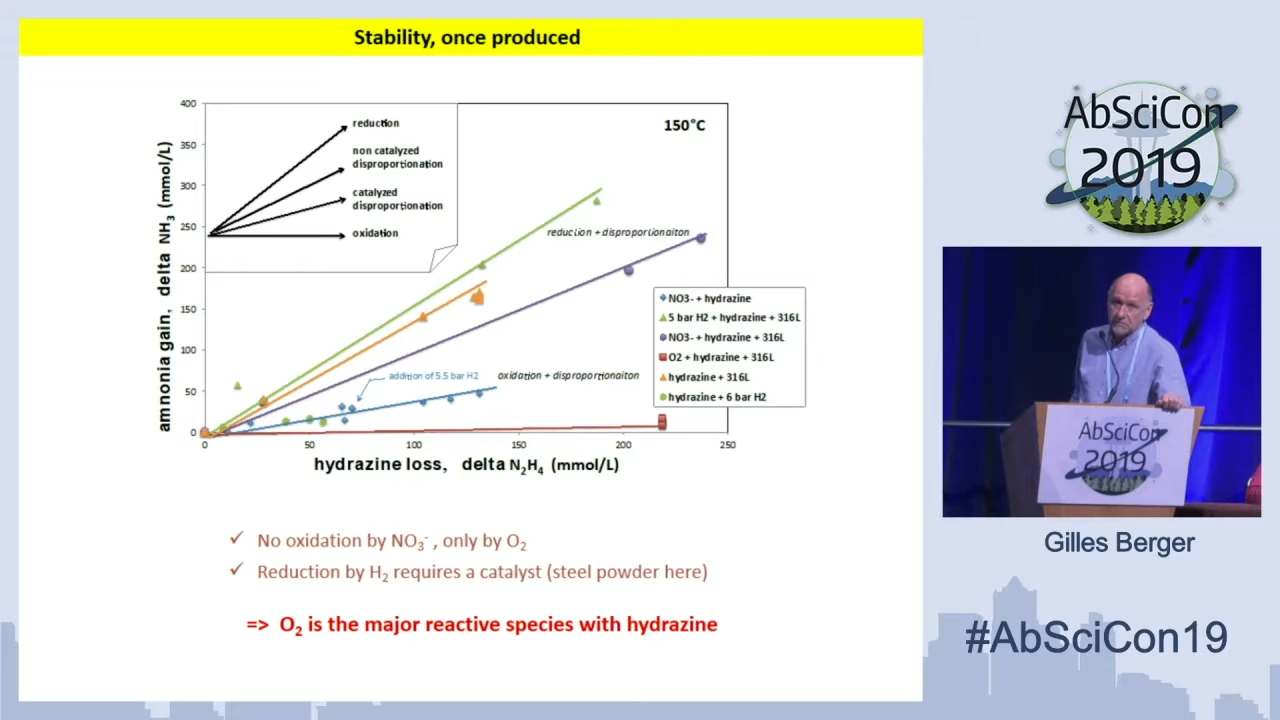 Stability, once produced
400
350
300
250
200
150
100
50
0
amnonia gain, delta NH3 (mmol/L)
reduction
non catalyzed
disproportionation
catalyzed
disproportionation
oxidation
150°C
reduction + disproportionaiton
addition of 5.5 bar H2
oxidation + disproportionaiton
NO3- + hydrazine
5 bar H2 + hydrazine + 316L
NO3- + hydrazine + 316L
O2 + hydrazine + 316L
hydrazine + 316L
hydrazine + 6 bar H2
0 50 100 150 200 250
hydrazine loss, delta N2H4 (mmol/L)
✓ No oxidation by NO3- , only by O2
✓ Reduction by H2 requires a catalyst (steel powder here)
=> O2 is the major reactive species with hydrazine
AbSciCon
2019
AbSciCon
2019
Gilles Berger
#AbSciCon19